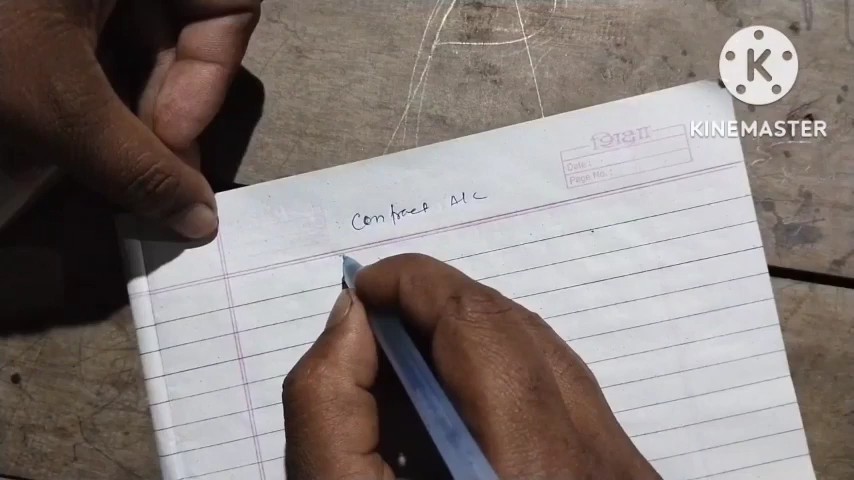 K
KINEMASTER
शिक्षा
Date :
Page No. :
Contract A/c